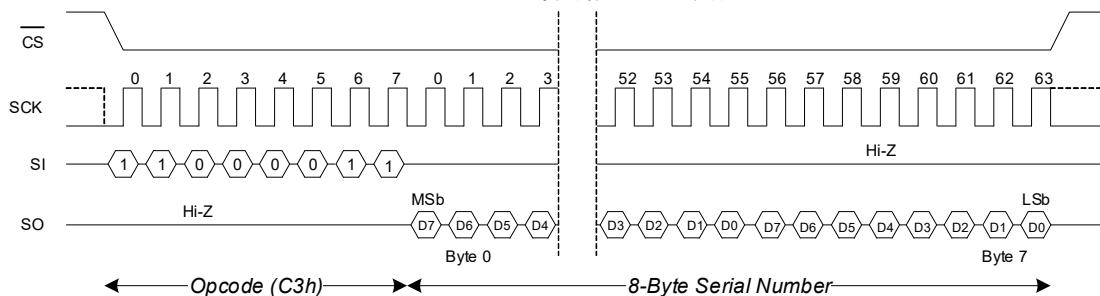 CS
0 1 2 3 4 5 6 7 0 1 2 3 52 53 54 55 56 57 58 59 60 61 62 63
SCK
Hi-Z
SI 1 1 0 0 0 0 1 1
Hi-Z MSb LSb
SO D7 D6 D5 D4 D3 D2 D1 D0 D7 D6 D5 D4 D3 D2 D1 D0
Byte 0 Byte 7
Opcode (C3h) 8-Byte Serial Number